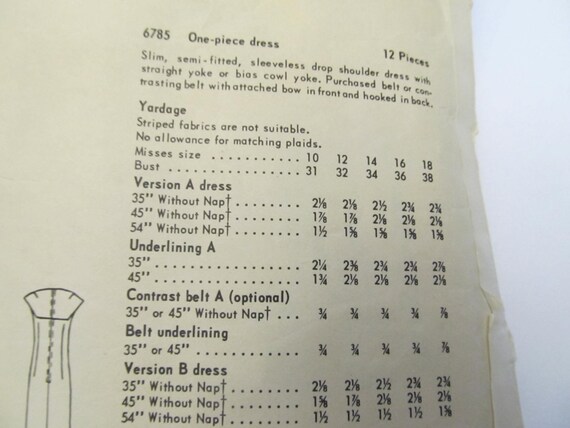 6785 One-piece dress 12 Pieces
Slim, semi-fitted, sleeveless drop shoulder dress with
straight yoke or bias cowl yoke. Purchased belt or con-
trasting belt with attached bow in front and hooked in back.
Yardage
Striped fabrics are not suitable.
No allowance for matching plaids.
Misses size ........... 10 12 14 16 18
Bust ................. 31 32 34 36 38
Version A dress
35" Without Nap† ....... 2⅛ 2⅛ 2½ 2¾ 2¾
45" Without Nap† ....... 1⅞ 1⅞ 2⅛ 2⅛ 2⅛
54" Without Nap† ....... 1½ 1⅝ 1⅝ 1⅝ 1⅝
Underlining A
35" .................. 2¼ 2⅜ 2¾ 2¾ 2⅞
45" .................. 1¾ 2⅛ 2⅛ 2⅛ 2⅛
Contrast belt A (optional)
35" or 45" Without Nap† ... ¾ ¾ ¾ ¾ ⅞
Belt underlining
35" or 45" ............. ¾ ¾ ¾ ¾ ⅞
Version B dress
35" Without Nap† ....... 2⅛ 2⅛ 2½ 2¾ 2¾
45" Without Nap† ....... 1⅝ 1⅞ 2⅛ 2⅛ 2⅛
54" Without Nap† ....... 1½ 1½ 1½ 1½ 1⅝